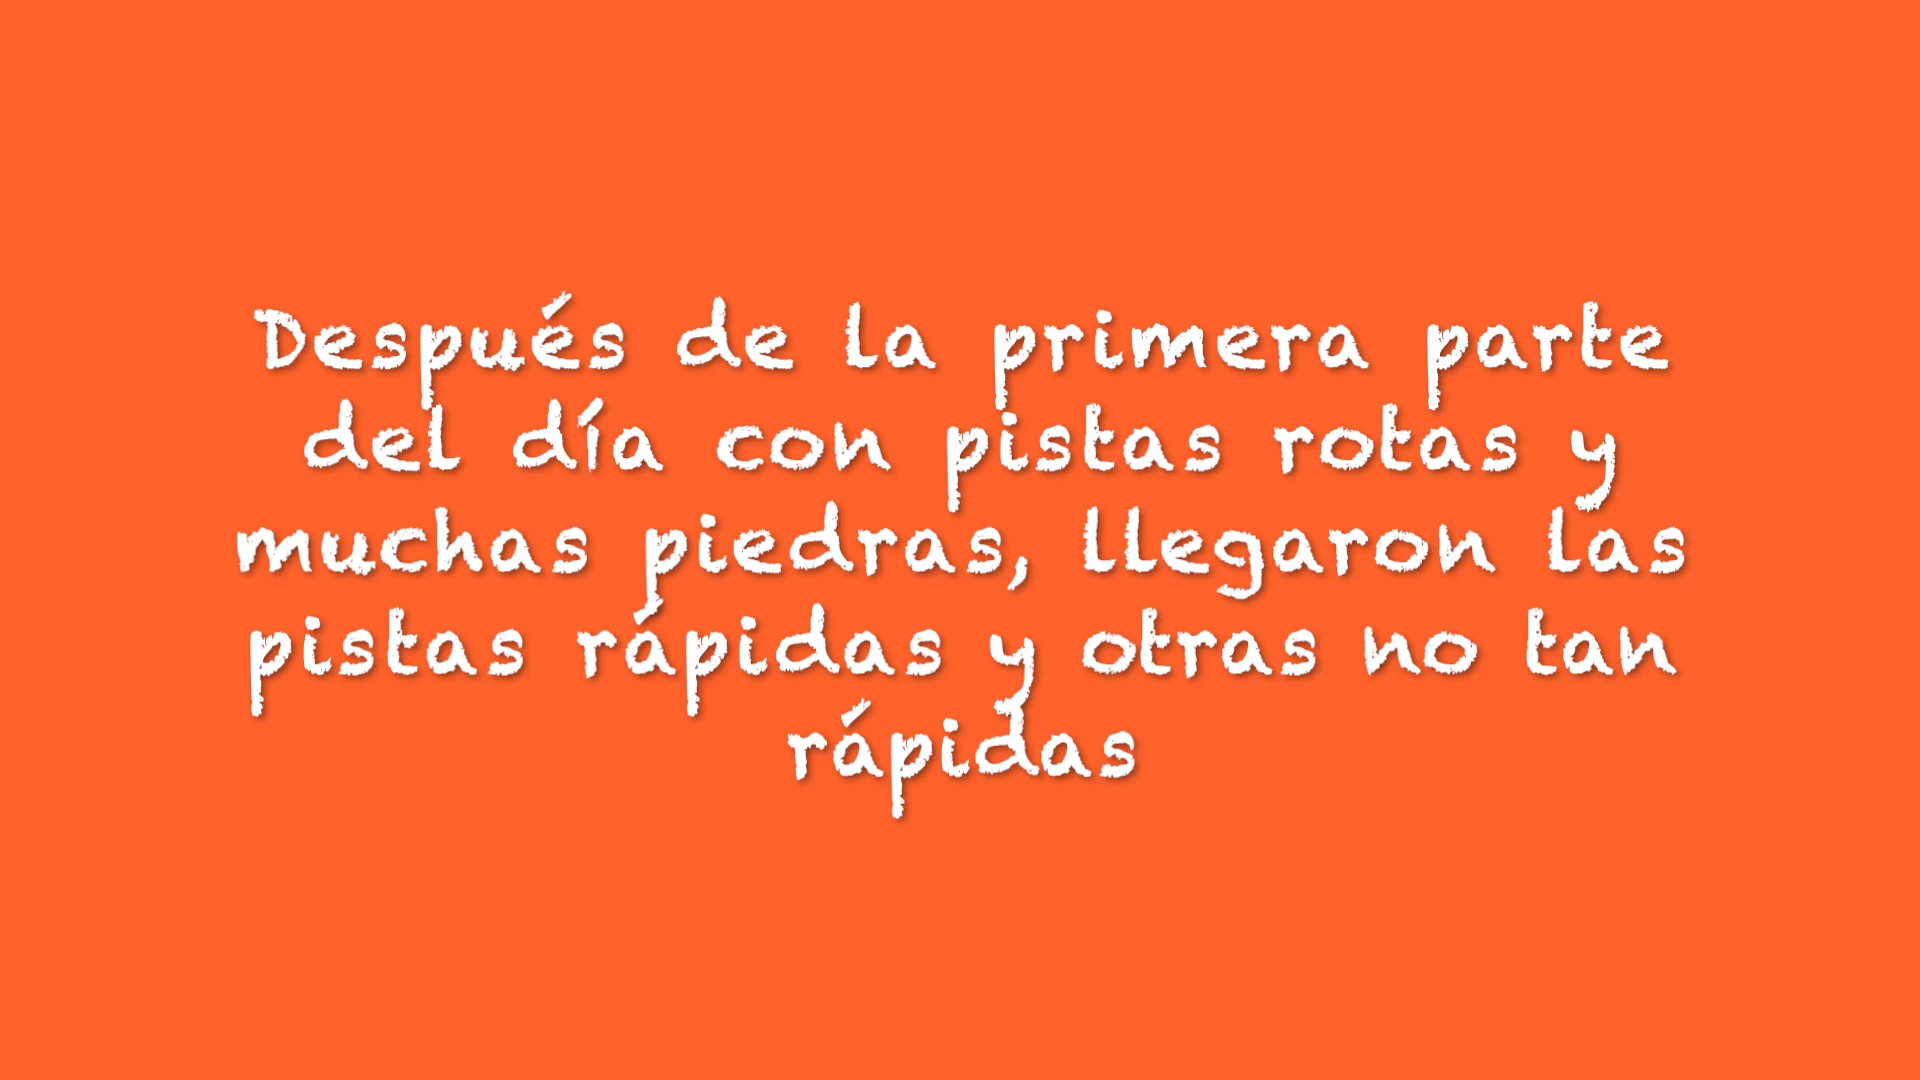 Después de la primera parte
del día con pistas rotas y
muchas piedras, llegaron las
pistas rápidas y otras no tan
rápidas